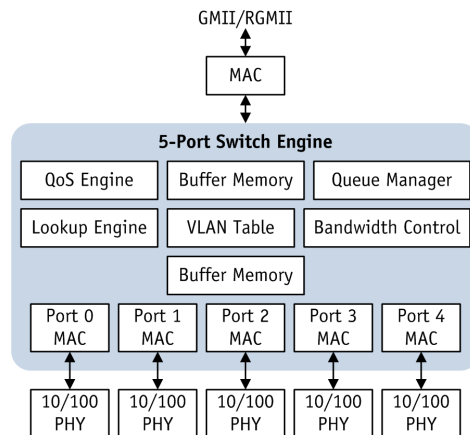 GMII/RGMII
MAC
5-Port Switch Engine
QoS Engine
Buffer Memory
Queue Manager
Lookup Engine
VLAN Table
Bandwidth Control
Buffer Memory
Port 0
MAC
Port 1
MAC
Port 2
MAC
Port 3
MAC
Port 4
MAC
10/100
PHY
10/100
PHY
10/100
PHY
10/100
PHY
10/100
PHY